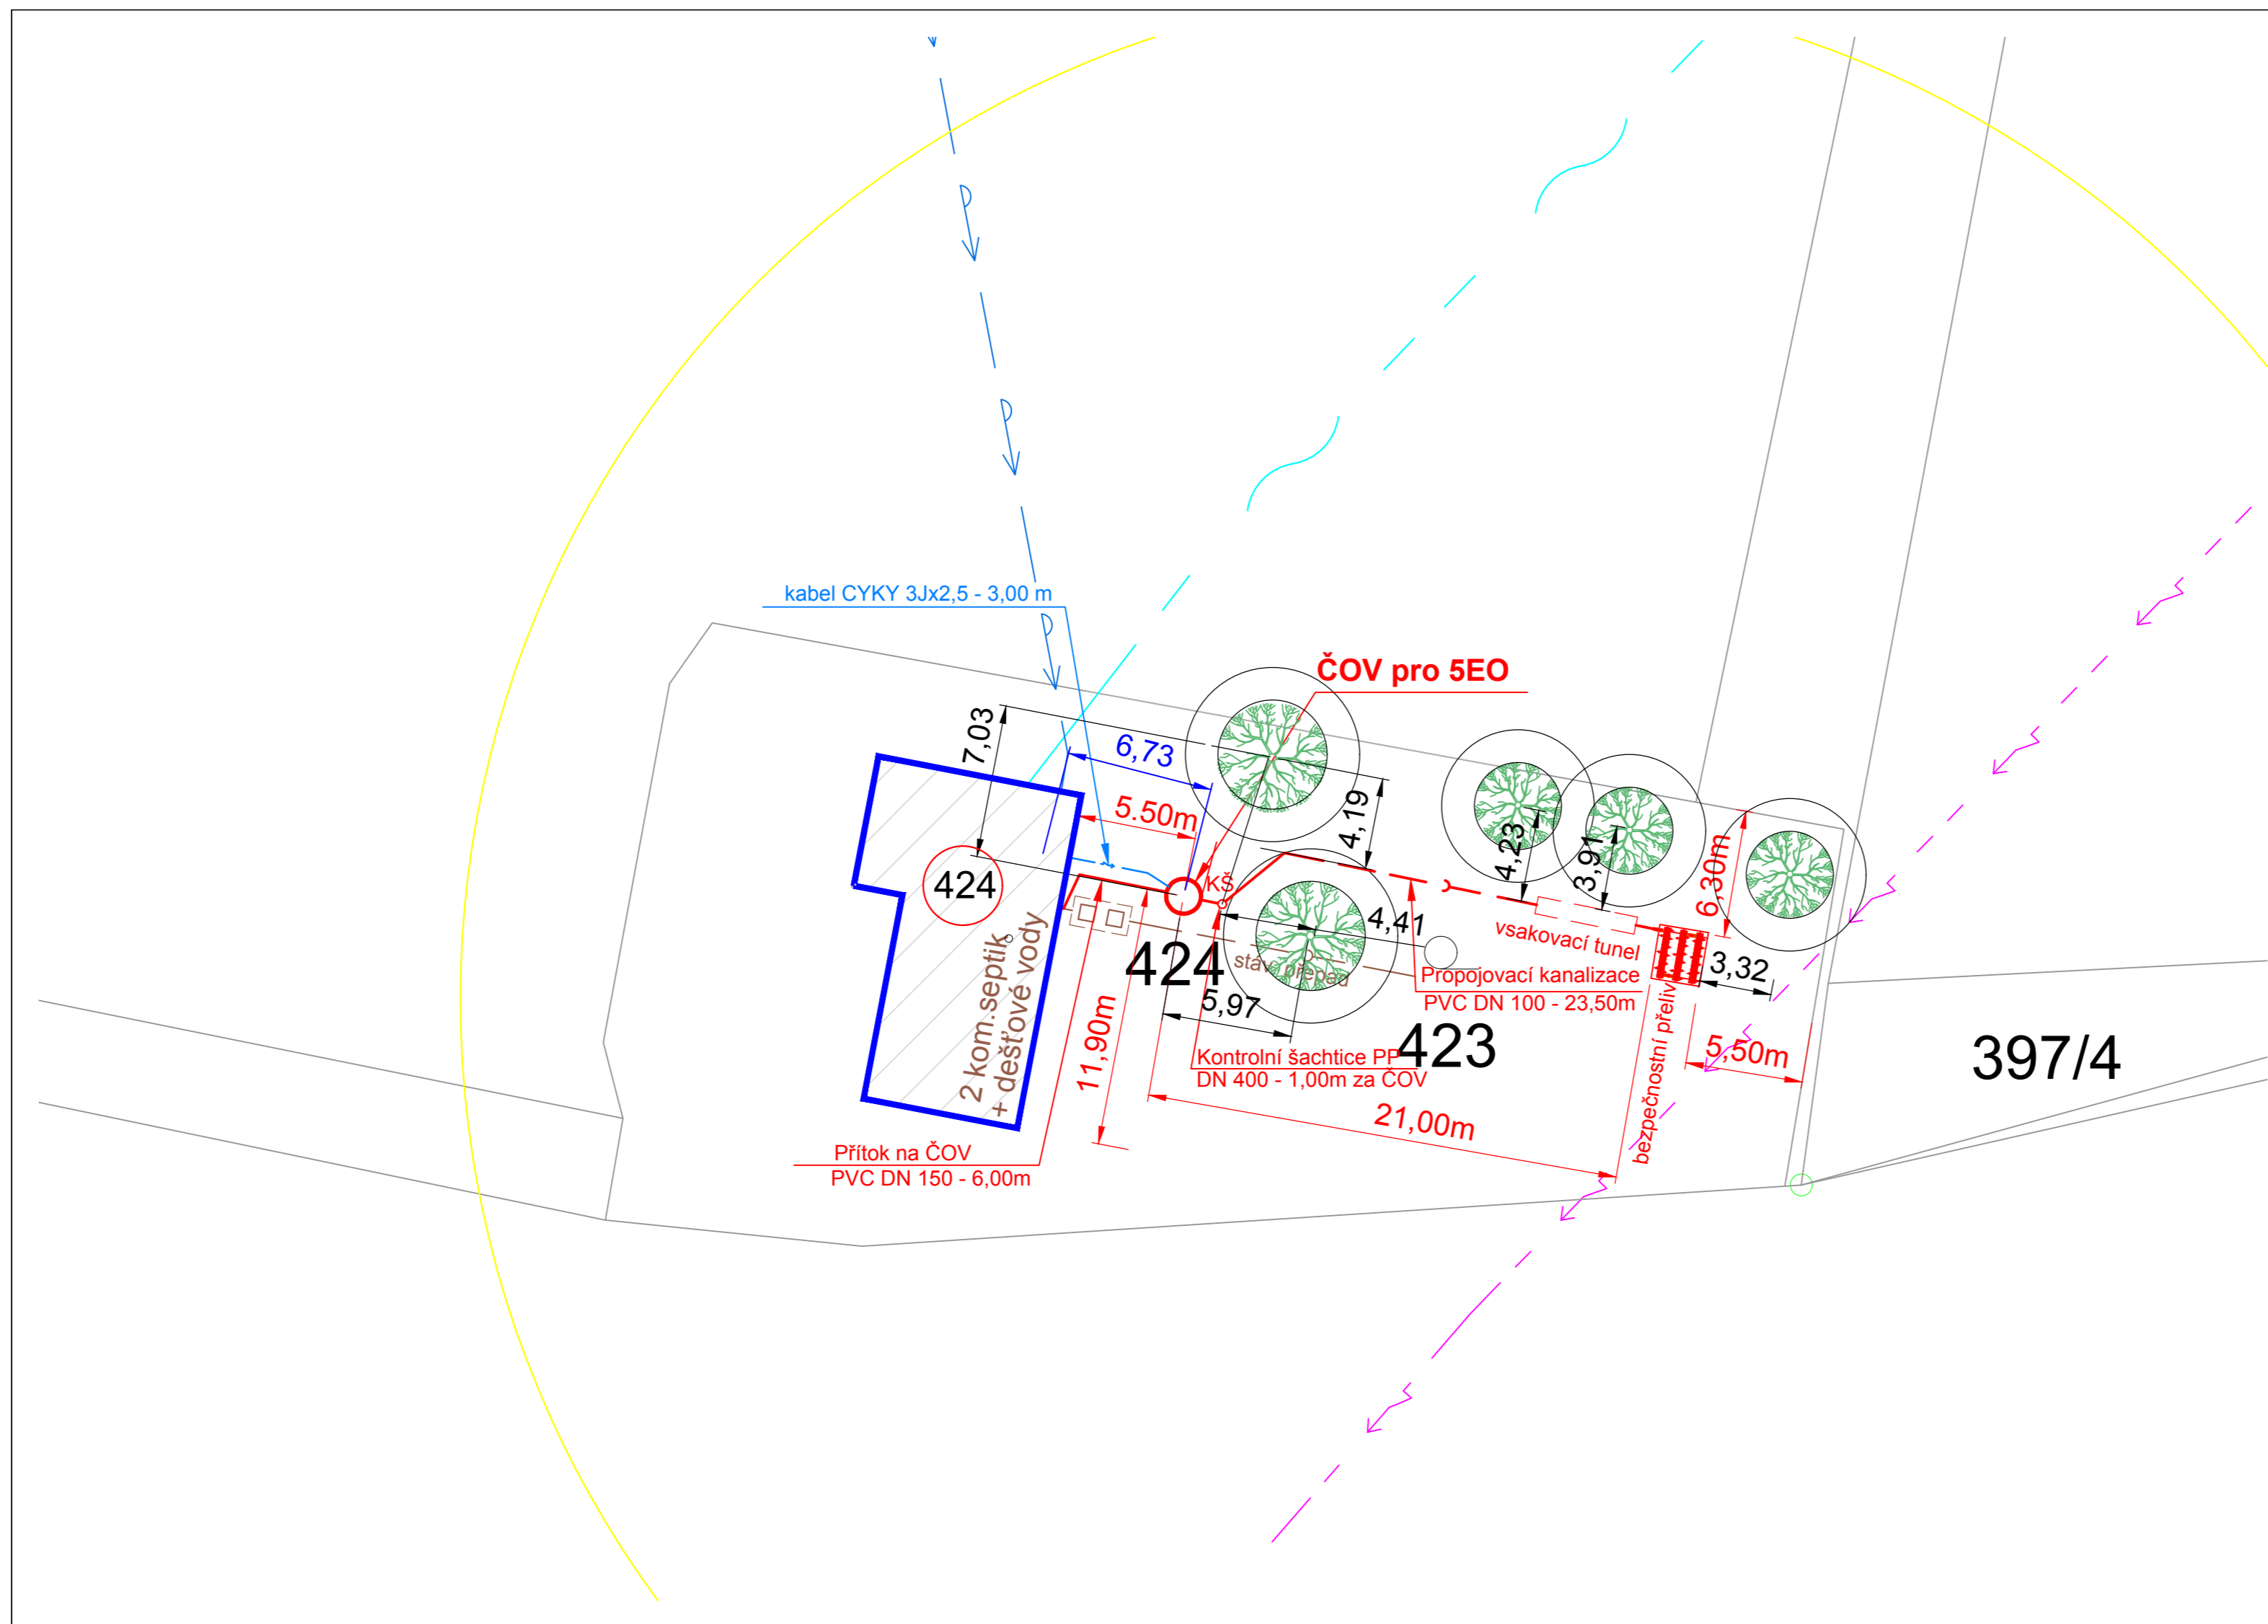 kabel CYKY 3Jx2,5 - 3,00 m
ČOV pro 5EO
7,03
6,73
5.50m
4,19
4,23
3,91
6,30m
424
KŠ
4,41
vsakovací tunel
424
stáv. přepad
Propojovací kanalizace
PVC DN 100 - 23,50m
3,32
5,97
423
2 kom.septik
+ dešťové vody
11,90m
Kontrolní šachtice PP
DN 400 - 1,00m za ČOV
bezpečnostní přeliv
5,50m
397/4
21,00m
Přítok na ČOV
PVC DN 150 - 6,00m